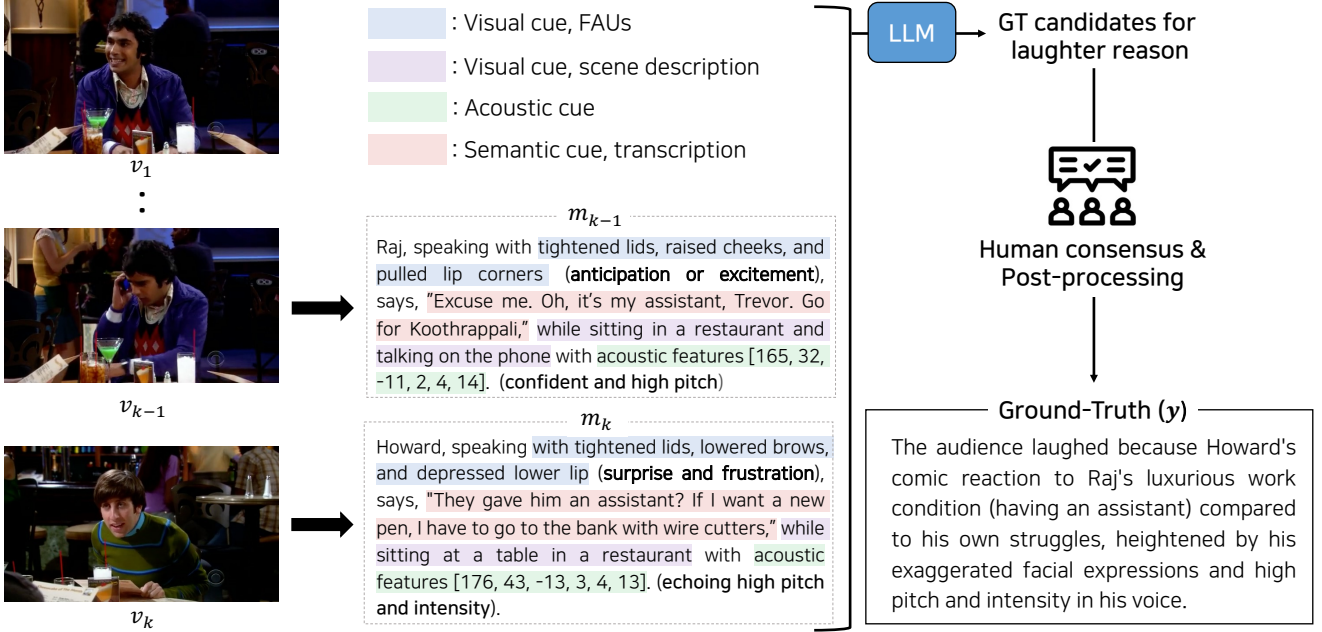 v₁
⋮
vₖ₋₁
vₖ
: Visual cue, FAUs
: Visual cue, scene description
: Acoustic cue
: Semantic cue, transcription
mₖ₋₁
Raj, speaking with tightened lids, raised cheeks, and
pulled lip corners (anticipation or excitement),
says, "Excuse me. Oh, it's my assistant, Trevor. Go
for Koothrappali," while sitting in a restaurant and
talking on the phone with acoustic features [165, 32,
-11, 2, 4, 14]. (confident and high pitch)
mₖ
Howard, speaking with tightened lids, lowered brows,
and depressed lower lip (surprise and frustration),
says, "They gave him an assistant? If I want a new
pen, I have to go to the bank with wire cutters," while
sitting at a table in a restaurant with acoustic
features [176, 43, -13, 3, 4, 13]. (echoing high pitch
and intensity).
LLM
GT candidates for
laughter reason
Human consensus &
Post-processing
Ground-Truth (y)
The audience laughed because Howard's
comic reaction to Raj's luxurious work
condition (having an assistant) compared
to his own struggles, heightened by his
exaggerated facial expressions and high
pitch and intensity in his voice.